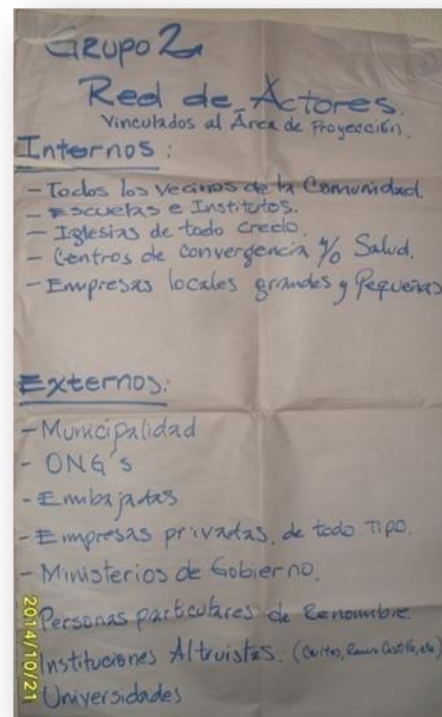 GRUPO 2
Red de Actores.
Vinculados al Área de Proyección.
Internos:
- Todos los vecinos de la Comunidad.
- Escuelas e Institutos.
- Iglesias de todo credo.
- Centros de convergencia y/o Salud.
- Empresas locales grandes y Pequeñas
Externos:
- Municipalidad
- ONG's
- Embajadas
- Empresas privadas, de todo Tipo.
- Ministerios de Gobierno.
Personas particulares de Renombre.
Instituciones Altruistas. (Caritas, Ramiro Castillo, etc)
Universidades
2014/10/21